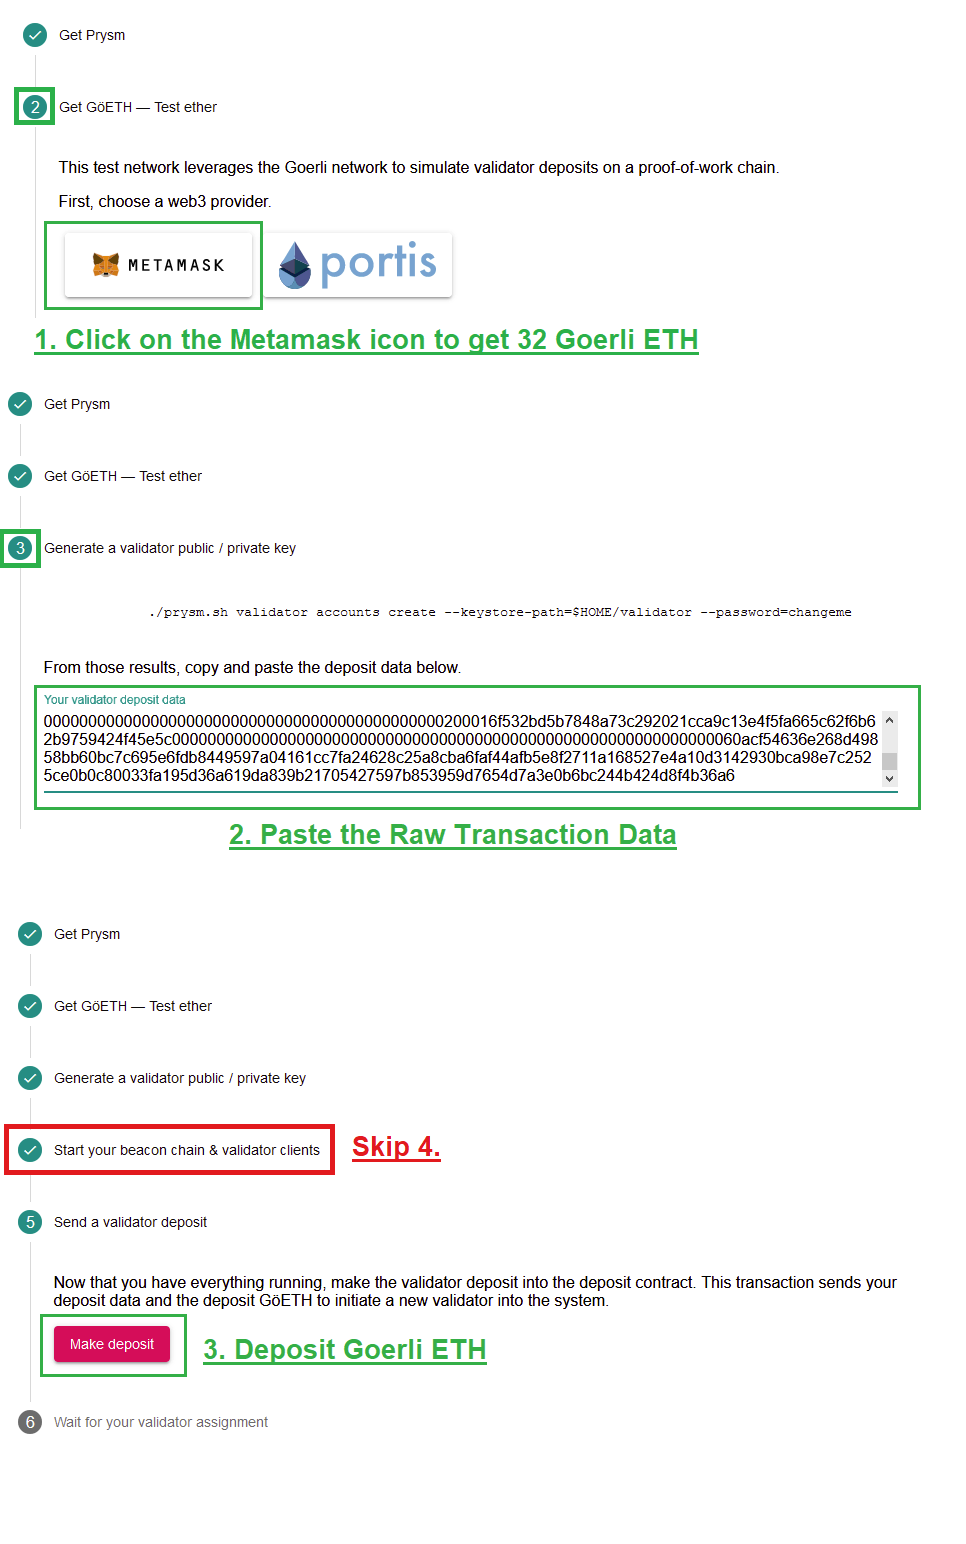 Get Prysm
2 Get GöETH — Test ether
This test network leverages the Goerli network to simulate validator deposits on a proof-of-work chain.
First, choose a web3 provider.
METAMASK portis
1. Click on the Metamask icon to get 32 Goerli ETH
Get Prysm
Get GöETH — Test ether
3 Generate a validator public / private key
./prysm.sh validator accounts create --keystore-path=$HOME/validator --password=changeme
From those results, copy and paste the deposit data below.
Your validator deposit data
00000000000000000000000000000000000000000000000200016f532bd5b7848a73c292021cca9c13e4f5fa665c62f6b6
2b9759424f45e5c0000000000000000000000000000000000000000000000000000000000000060acf54636e268d498
58bb60bc7c695e6fdb8449597a04161cc7fa24628c25a8cba6faf44afb5e8f2711a168527e4a10d3142930bca98e7c252
5ce0b0c80033fa195d36a619da839b21705427597b853959d7654d7a3e0b6bc244b424d8f4b36a6
2. Paste the Raw Transaction Data
Get Prysm
Get GöETH — Test ether
Generate a validator public / private key
Start your beacon chain & validator clients Skip 4.
5 Send a validator deposit
Now that you have everything running, make the validator deposit into the deposit contract. This transaction sends your
deposit data and the deposit GöETH to initiate a new validator into the system.
Make deposit 3. Deposit Goerli ETH
6 Wait for your validator assignment